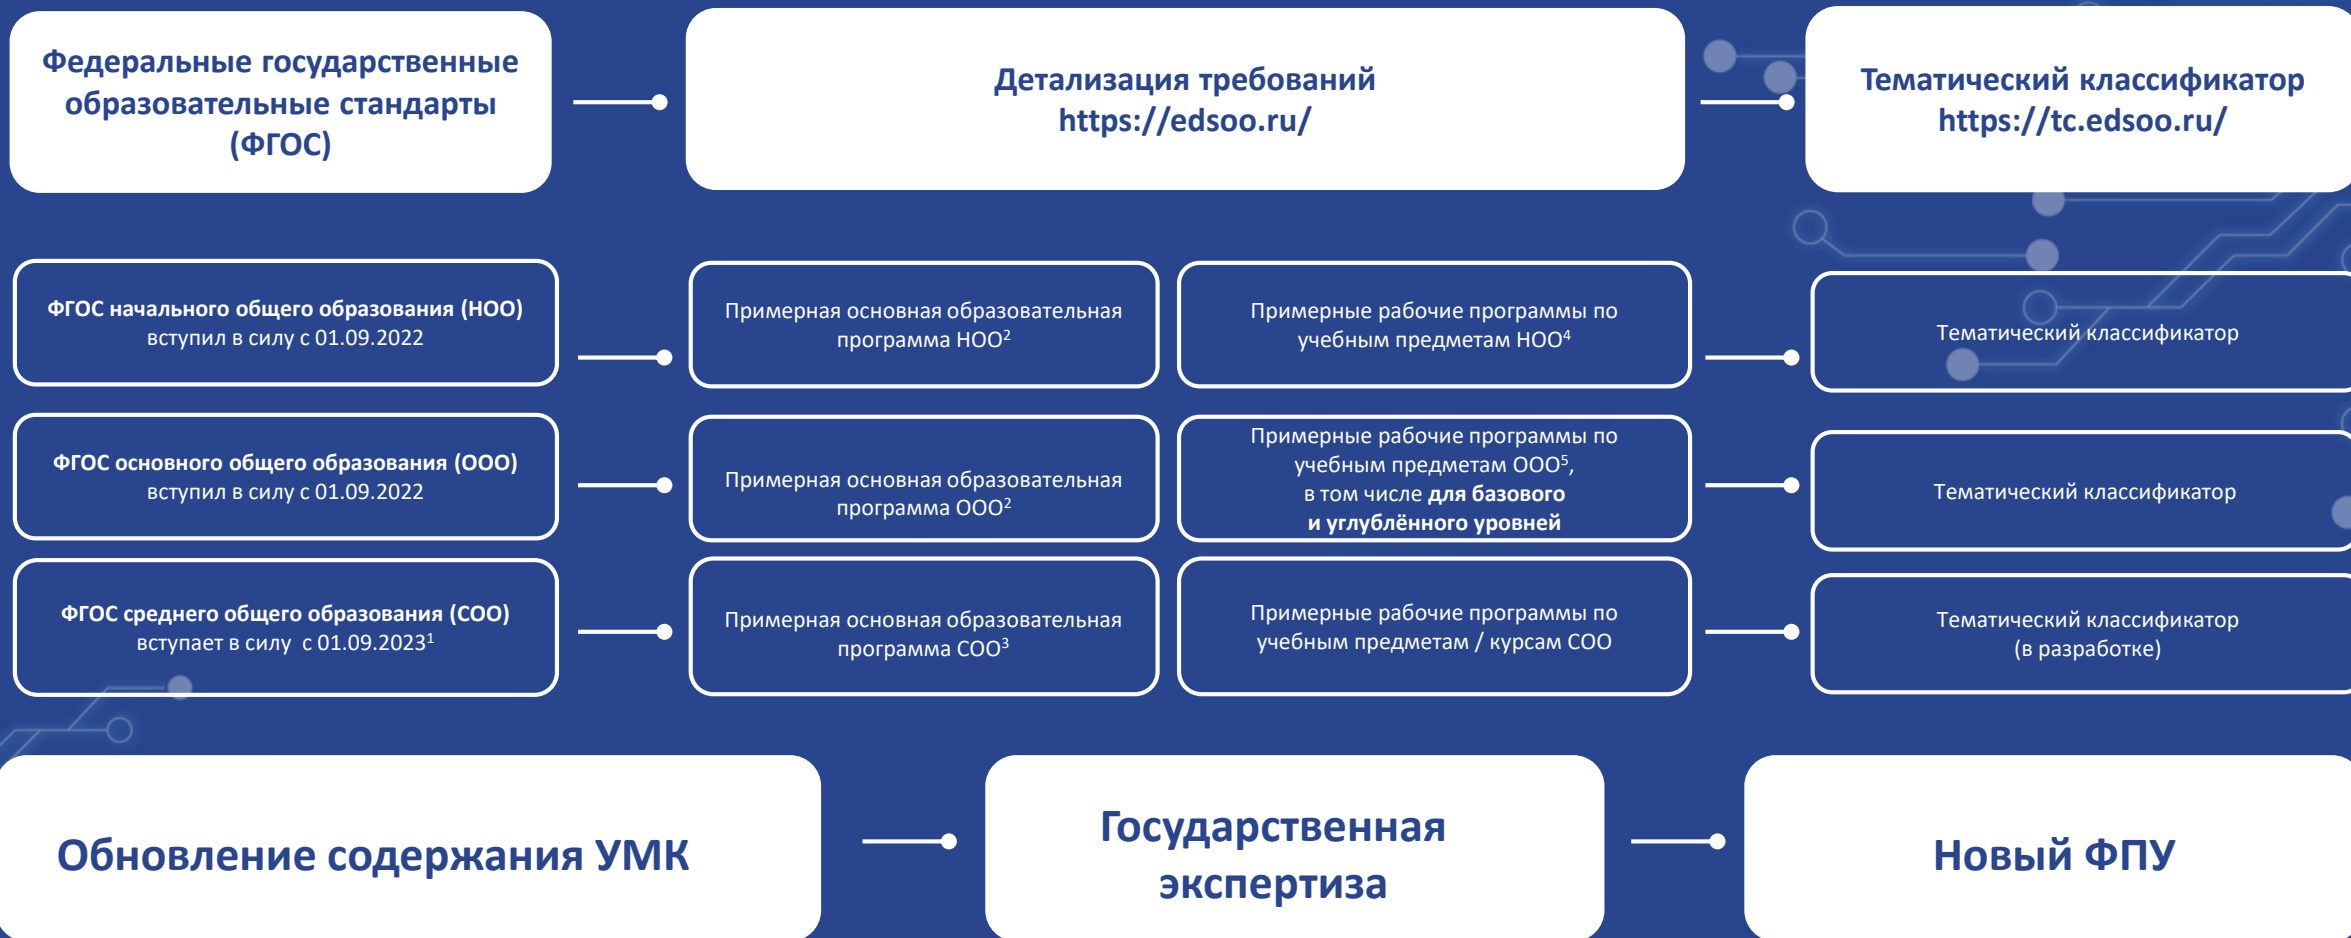 Федеральные государственные
образовательные стандарты
(ФГОС)
Детализация требований
https://edsoo.ru/
Тематический классификатор
https://tc.edsoo.ru/
ФГОС начального общего образования (НОО)
вступил в силу с 01.09.2022
Примерная основная образовательная
программа НОО²
Примерные рабочие программы по
учебным предметам НОО⁴
Тематический классификатор
ФГОС основного общего образования (ООО)
вступил в силу с 01.09.2022
Примерная основная образовательная
программа ООО²
Примерные рабочие программы по
учебным предметам ООО⁵,
в том числе для базового
и углублённого уровней
Тематический классификатор
ФГОС среднего общего образования (СОО)
вступает в силу с 01.09.2023¹
Примерная основная образовательная
программа СОО³
Примерные рабочие программы по
учебным предметам / курсам СОО
Тематический классификатор
(в разработке)
Обновление содержания УМК
Государственная
экспертиза
Новый ФПУ